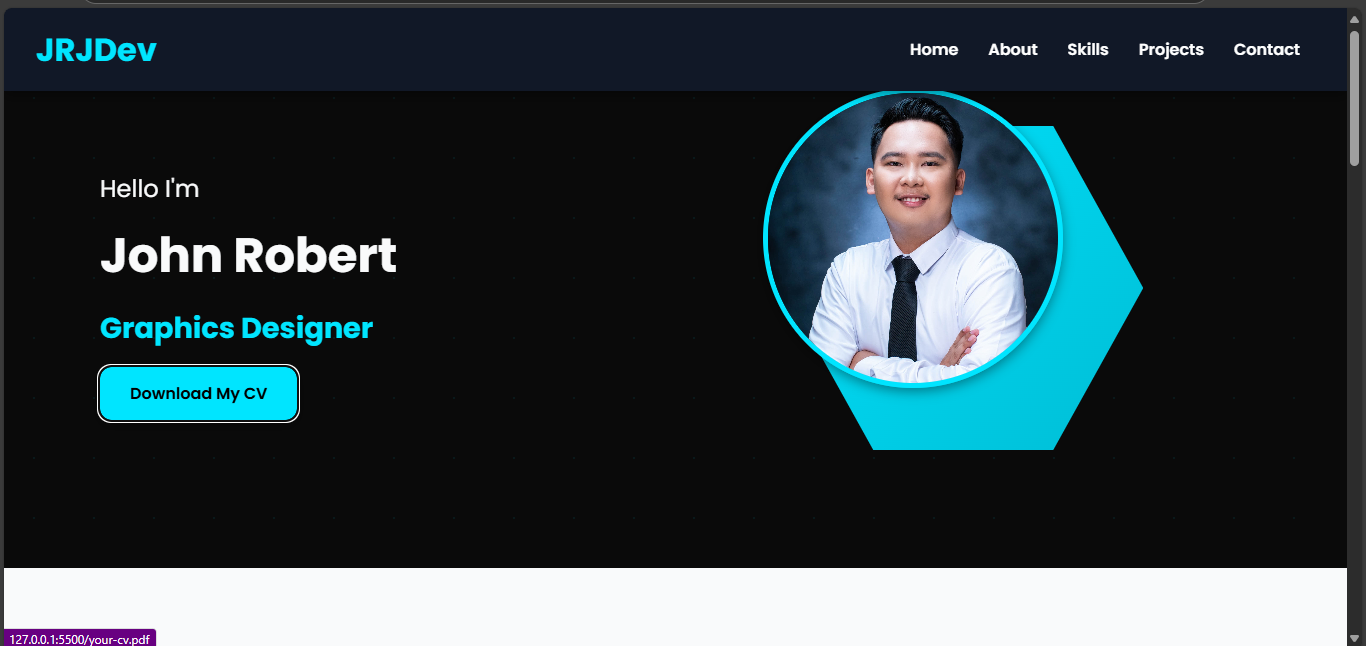 JRJDev
Home About Skills Projects Contact
Hello I'm
John Robert
Graphics Designer
Download My CV
127.0.0.1:5500/your-cv.pdf